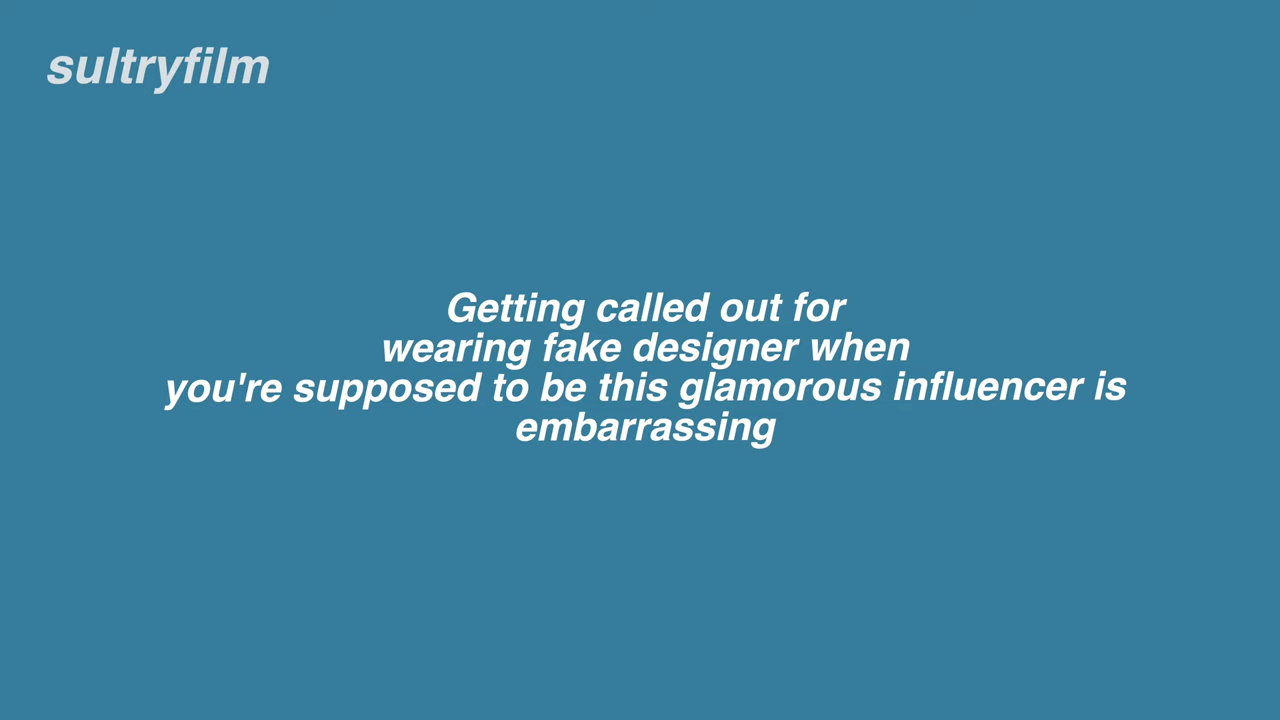 sultryfilm
Getting called out for
wearing fake designer when
you're supposed to be this glamorous influencer is
embarrassing